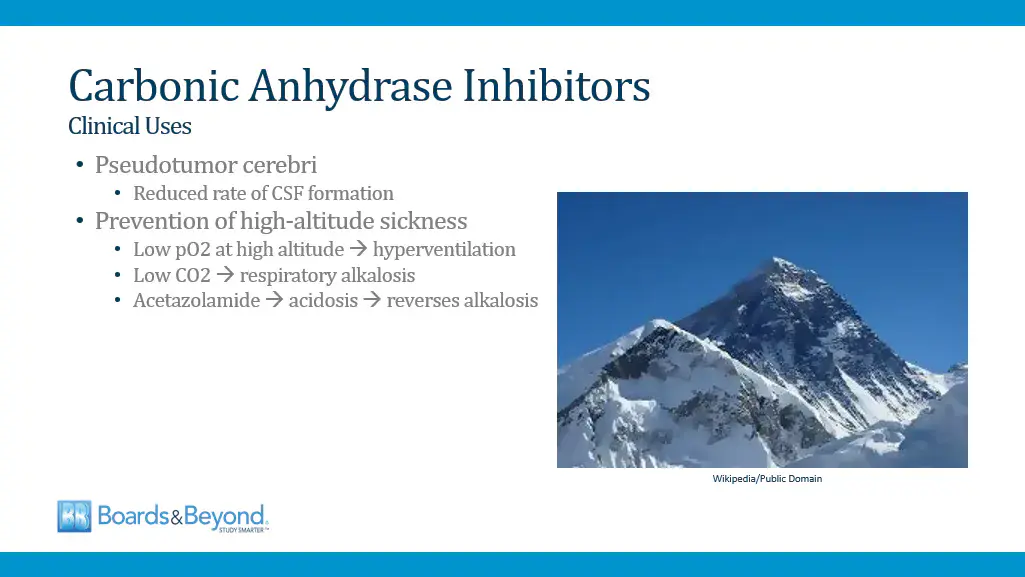 Carbonic Anhydrase Inhibitors
Clinical Uses
• Pseudotumor cerebri
• Reduced rate of CSF formation
• Prevention of high-altitude sickness
• Low pO2 at high altitude → hyperventilation
• Low CO2 → respiratory alkalosis
• Acetazolamide → acidosis → reverses alkalosis
Wikipedia/Public Domain
BB Boards&Beyond.
STUDY SMARTER™